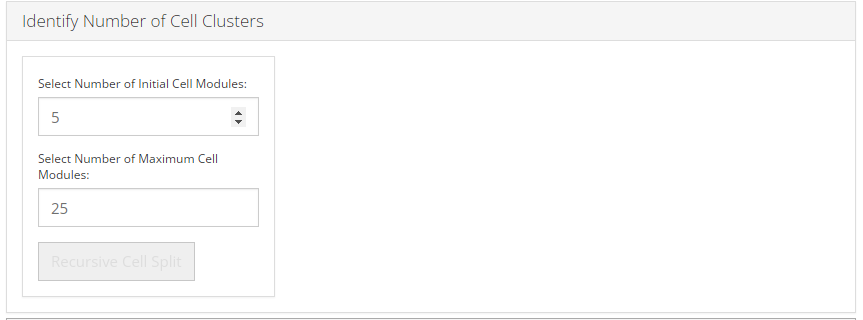 Identify Number of Cell Clusters
Select Number of Initial Cell Modules:
5
Select Number of Maximum Cell
Modules:
25
Recursive Cell Split